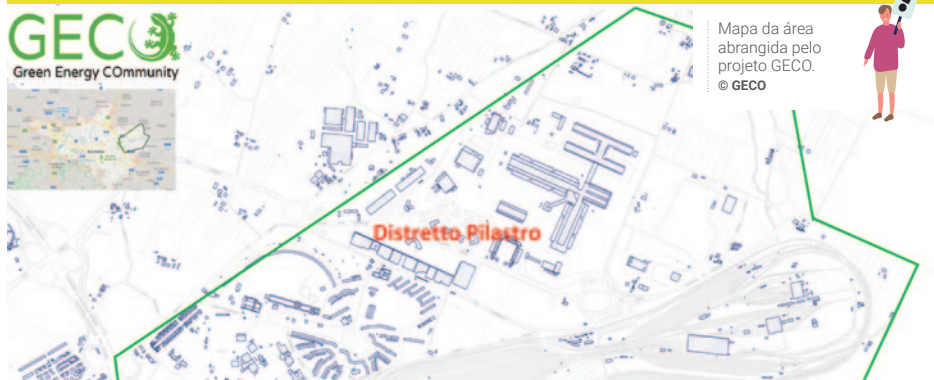 GECO
Green Energy COmmunity
Mapa da área
abrangida pelo
projeto GECO.
© GECO
Distretto Pilastro